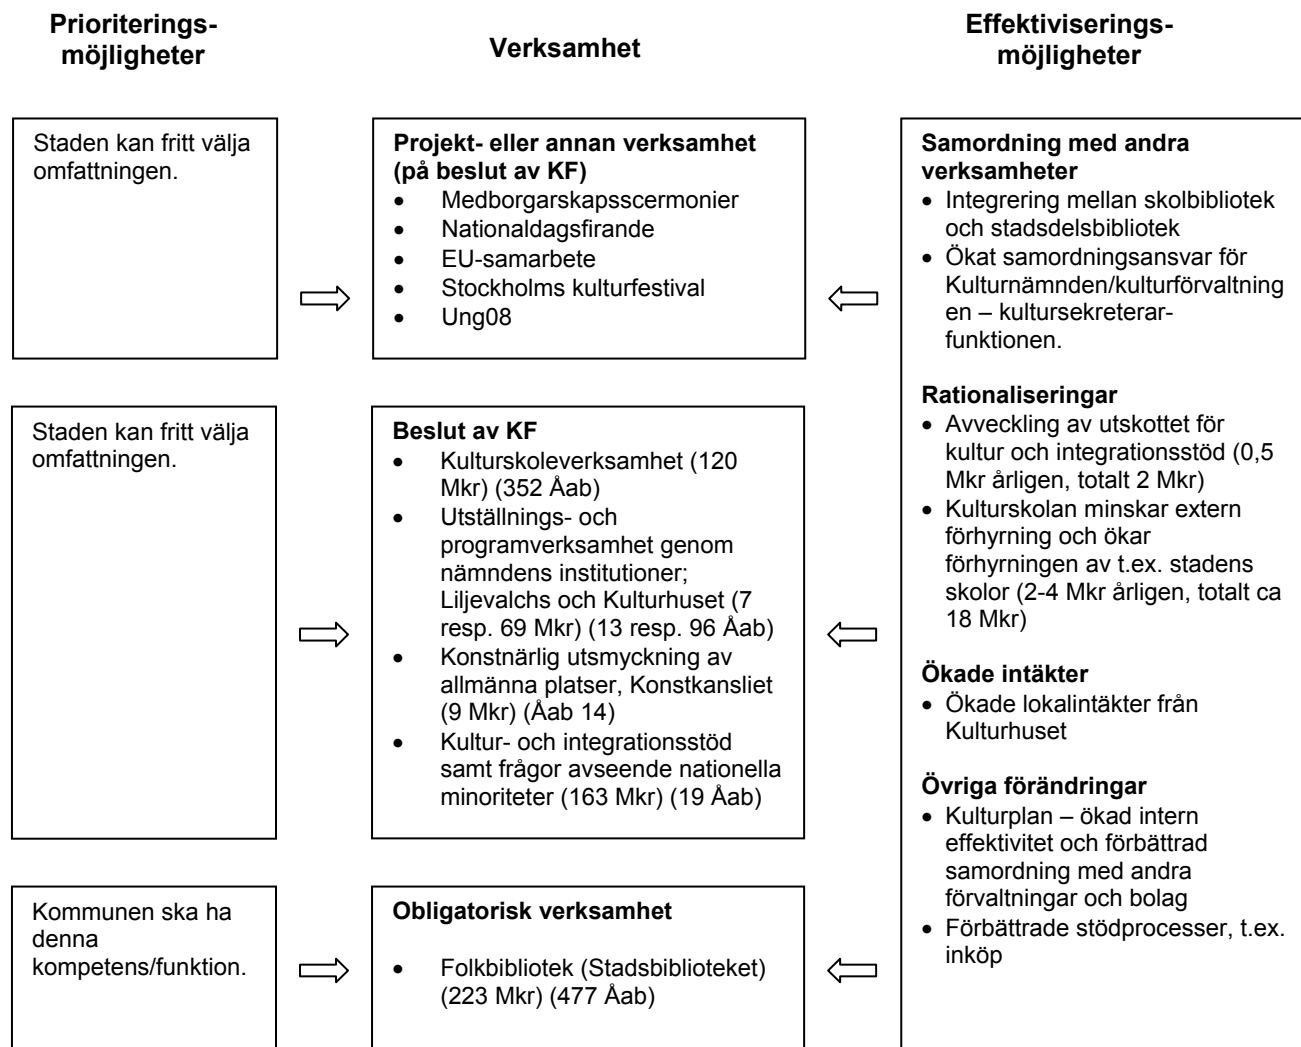 Prioriterings-
möjligheter
Verksamhet
Effektiviserings-
möjligheter
Staden kan fritt välja
omfattningen.
Projekt- eller annan verksamhet
(på beslut av KF)
• Medborgarskapsscermonier
• Nationaldagsfirande
• EU-samarbete
• Stockholms kulturfestival
• Ung08
Staden kan fritt välja
omfattningen.
Beslut av KF
• Kulturskoleverksamhet (120
Mkr) (352 Åab)
• Utställnings- och
programverksamhet genom
nämndens institutioner;
Liljevalchs och Kulturhuset (7
resp. 69 Mkr) (13 resp. 96 Åab)
• Konstnärlig utsmyckning av
allmänna platser, Konstkansliet
(9 Mkr) (Åab 14)
• Kultur- och integrationsstöd
samt frågor avseende nationella
minoriteter (163 Mkr) (19 Åab)
Kommunen ska ha
denna
kompetens/funktion.
Obligatorisk verksamhet
• Folkbibliotek (Stadsbiblioteket)
(223 Mkr) (477 Åab)
Samordning med andra
verksamheter
• Integrering mellan skolbibliotek
och stadsdelsbibliotek
• Ökat samordningsansvar för
Kulturnämnden/kulturförvaltning
en – kultursekreterar-
funktionen.
Rationaliseringar
• Avveckling av utskottet för
kultur och integrationsstöd (0,5
Mkr årligen, totalt 2 Mkr)
• Kulturskolan minskar extern
förhyrning och ökar
förhyrningen av t.ex. stadens
skolor (2-4 Mkr årligen, totalt ca
18 Mkr)
Ökade intäkter
• Ökade lokalintäkter från
Kulturhuset
Övriga förändringar
• Kulturplan – ökad intern
effektivitet och förbättrad
samordning med andra
förvaltningar och bolag
• Förbättrade stödprocesser, t.ex.
inköp